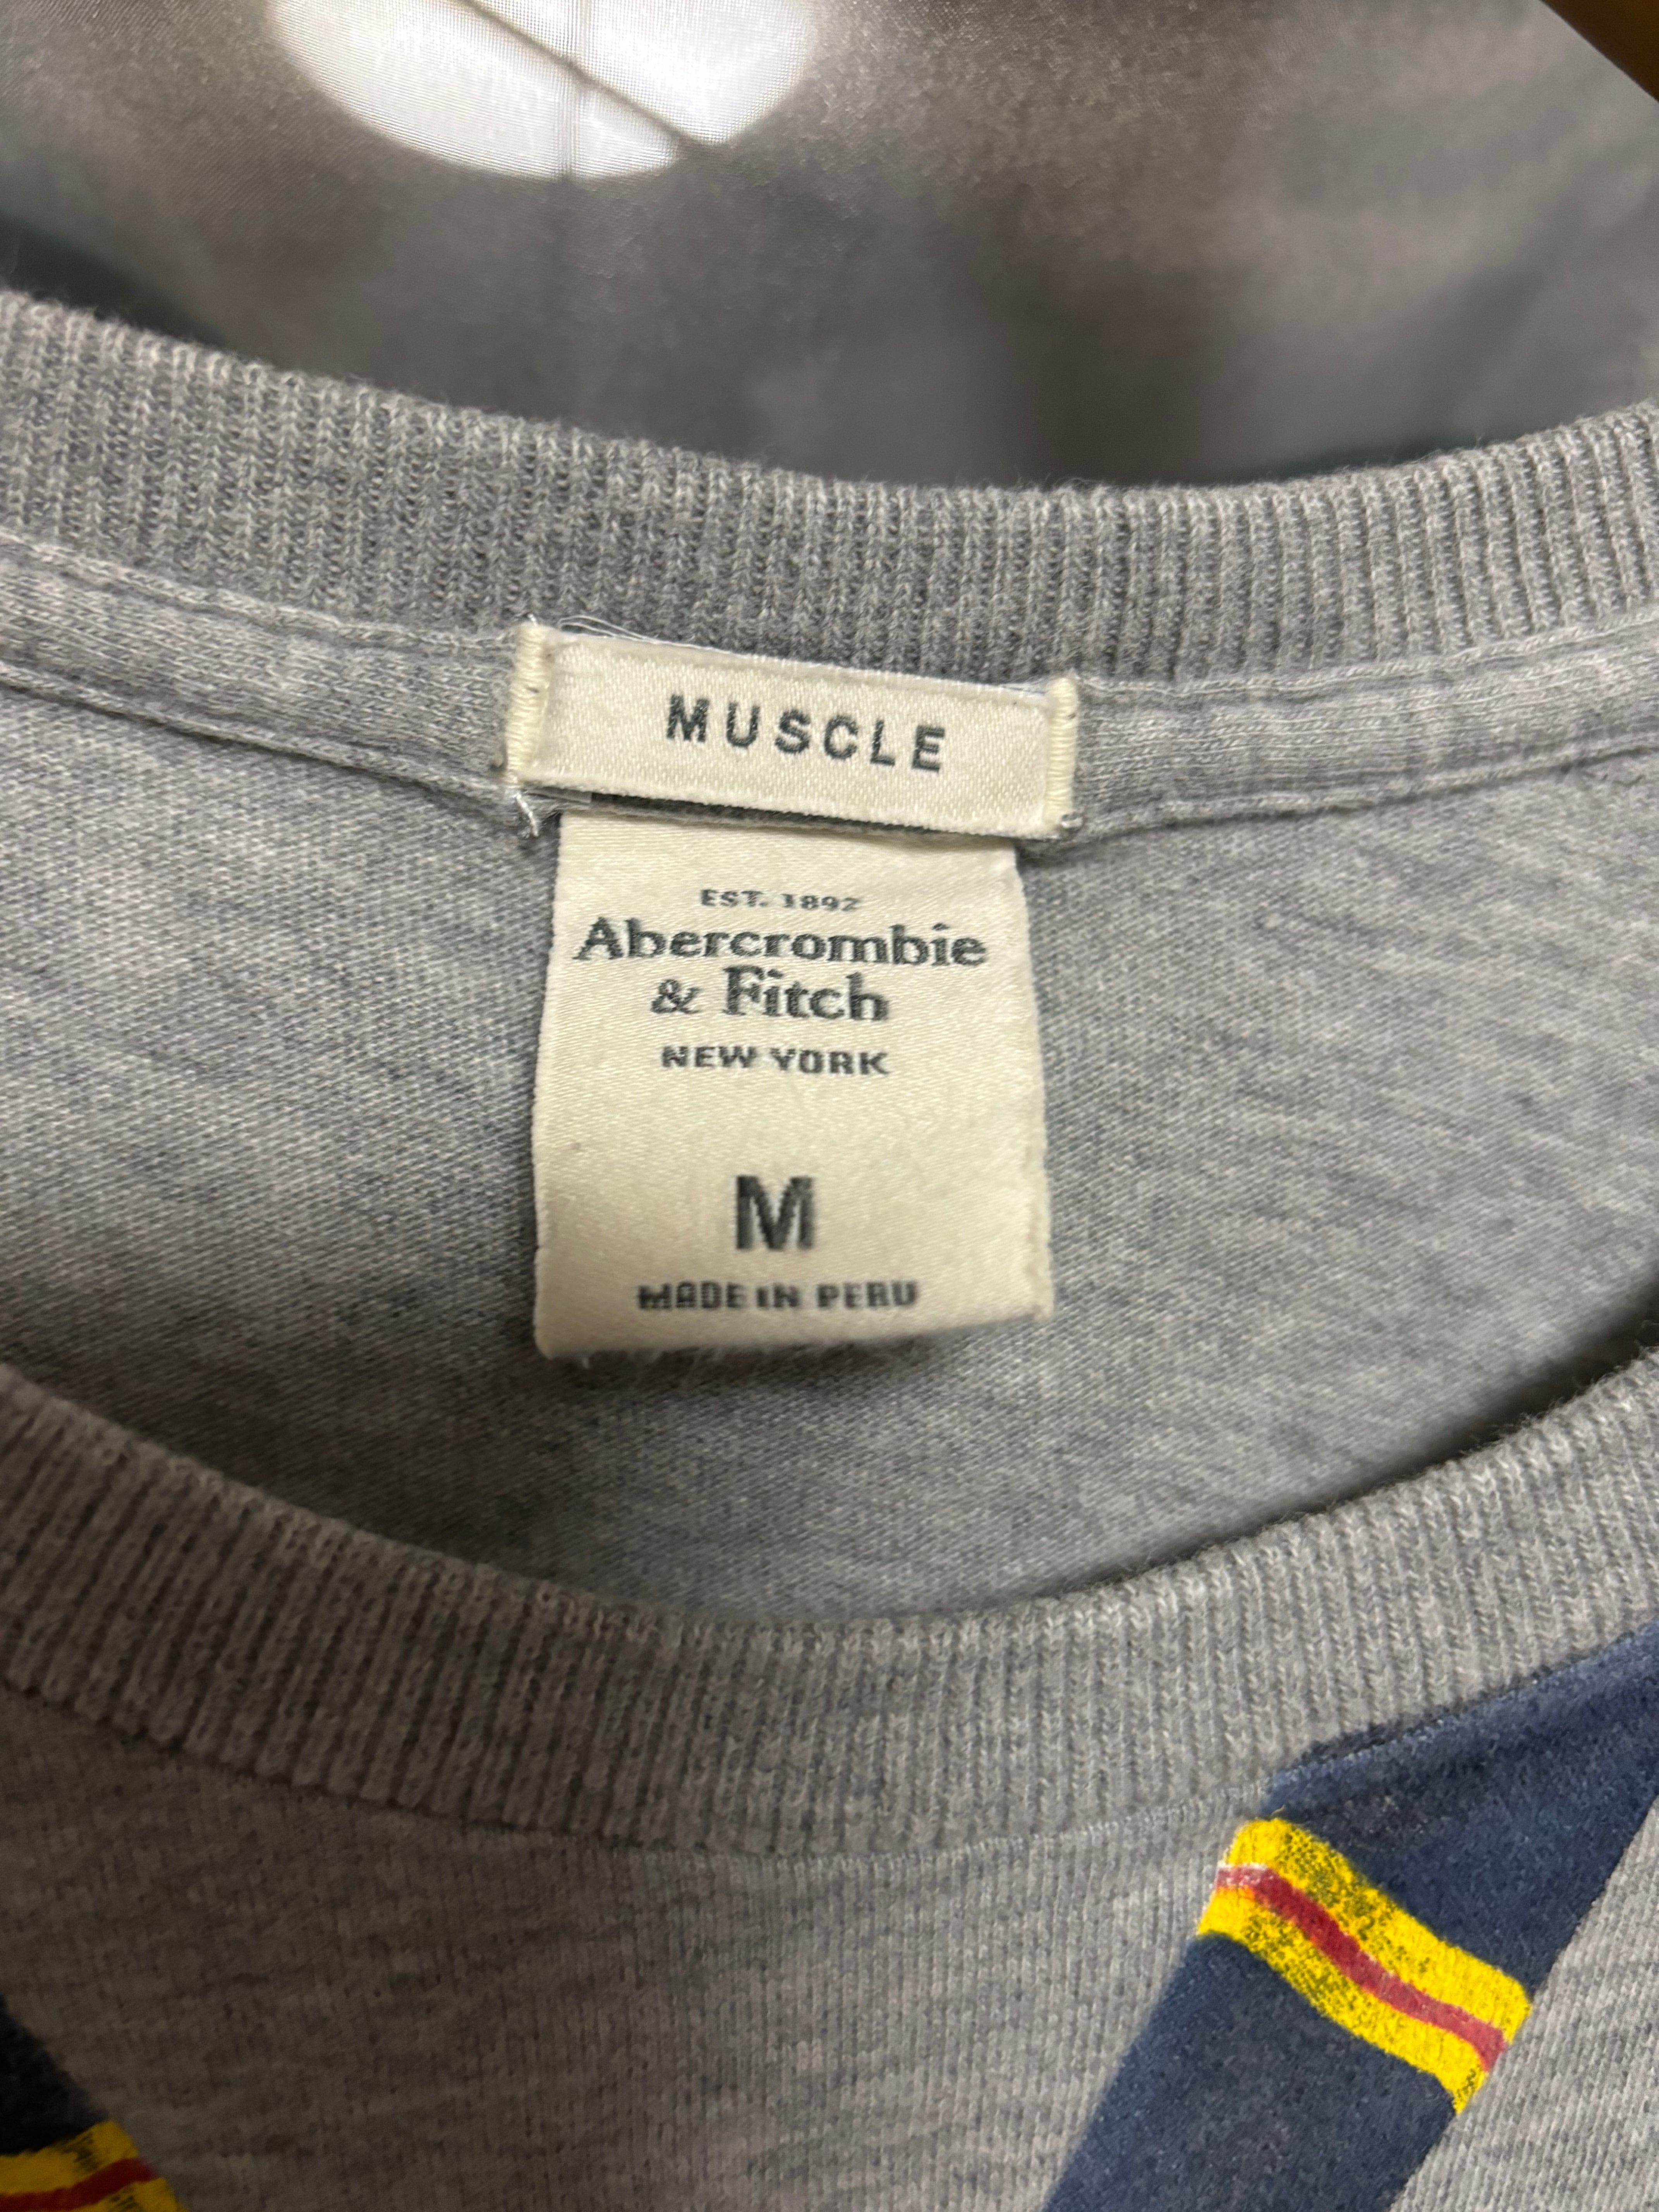 MUSCLE
EST. 1892
Abercrombie
& Fitch
NEW YORK
M
MADE IN PERU